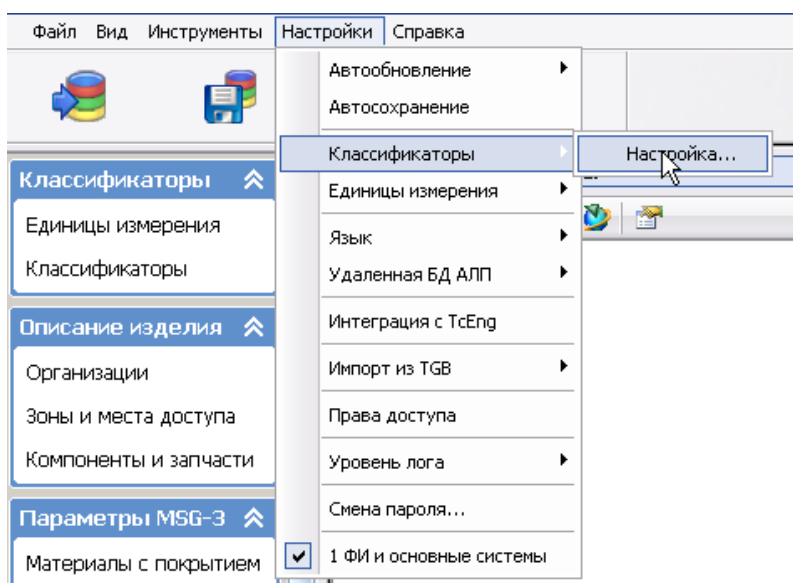 Файл Вид Инструменты Настройки Справка
Автообновление
Автосохранение
Классификаторы
Настройка...
Единицы измерения
Язык
Удаленная БД АЛП
Интеграция с TcEng
Импорт из TGB
Права доступа
Уровень лога
Смена пароля...
1 ФИ и основные системы
Классификаторы
Единицы измерения
Классификаторы
Описание изделия
Организации
Зоны и места доступа
Компоненты и запчасти
Параметры MSG-3
Материалы с покрытием